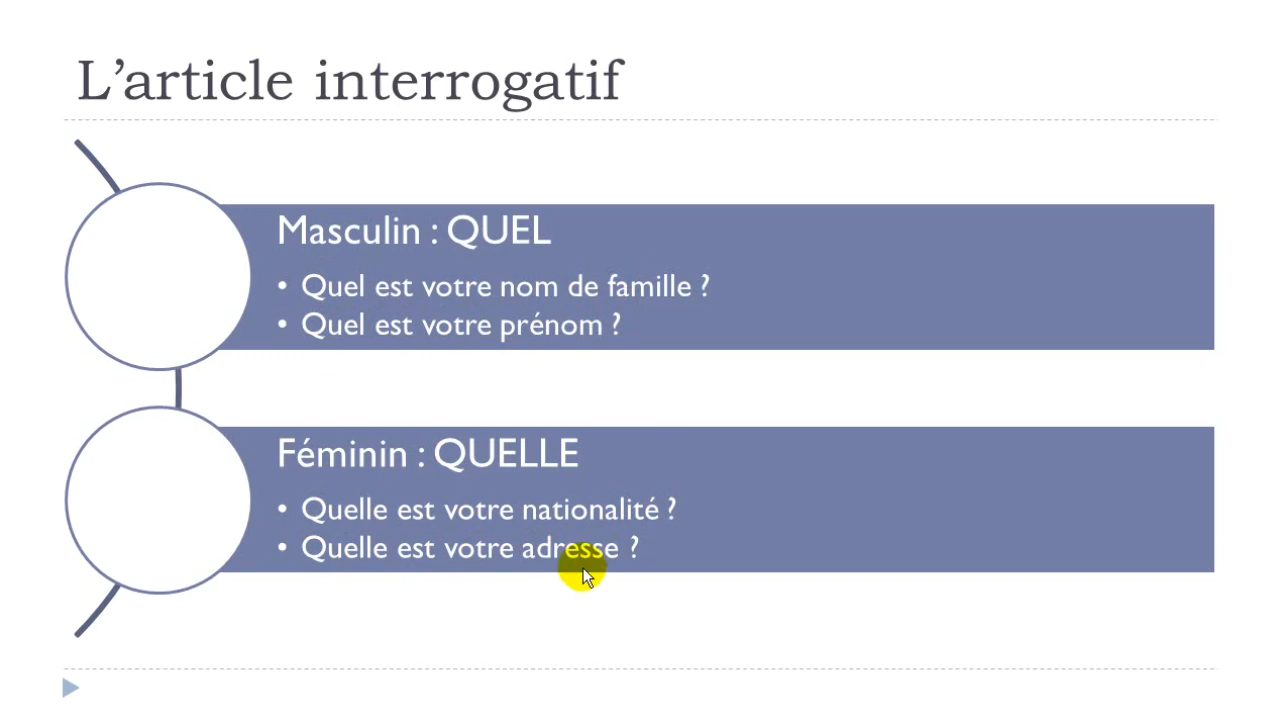 L’article interrogatif
Masculin : QUEL
• Quel est votre nom de famille ?
• Quel est votre prénom ?
Féminin : QUELLE
• Quelle est votre nationalité ?
• Quelle est votre adresse ?